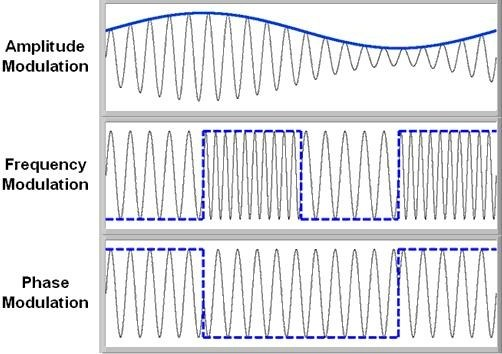 Amplitude
Modulation
Frequency
Modulation
Phase
Modulation